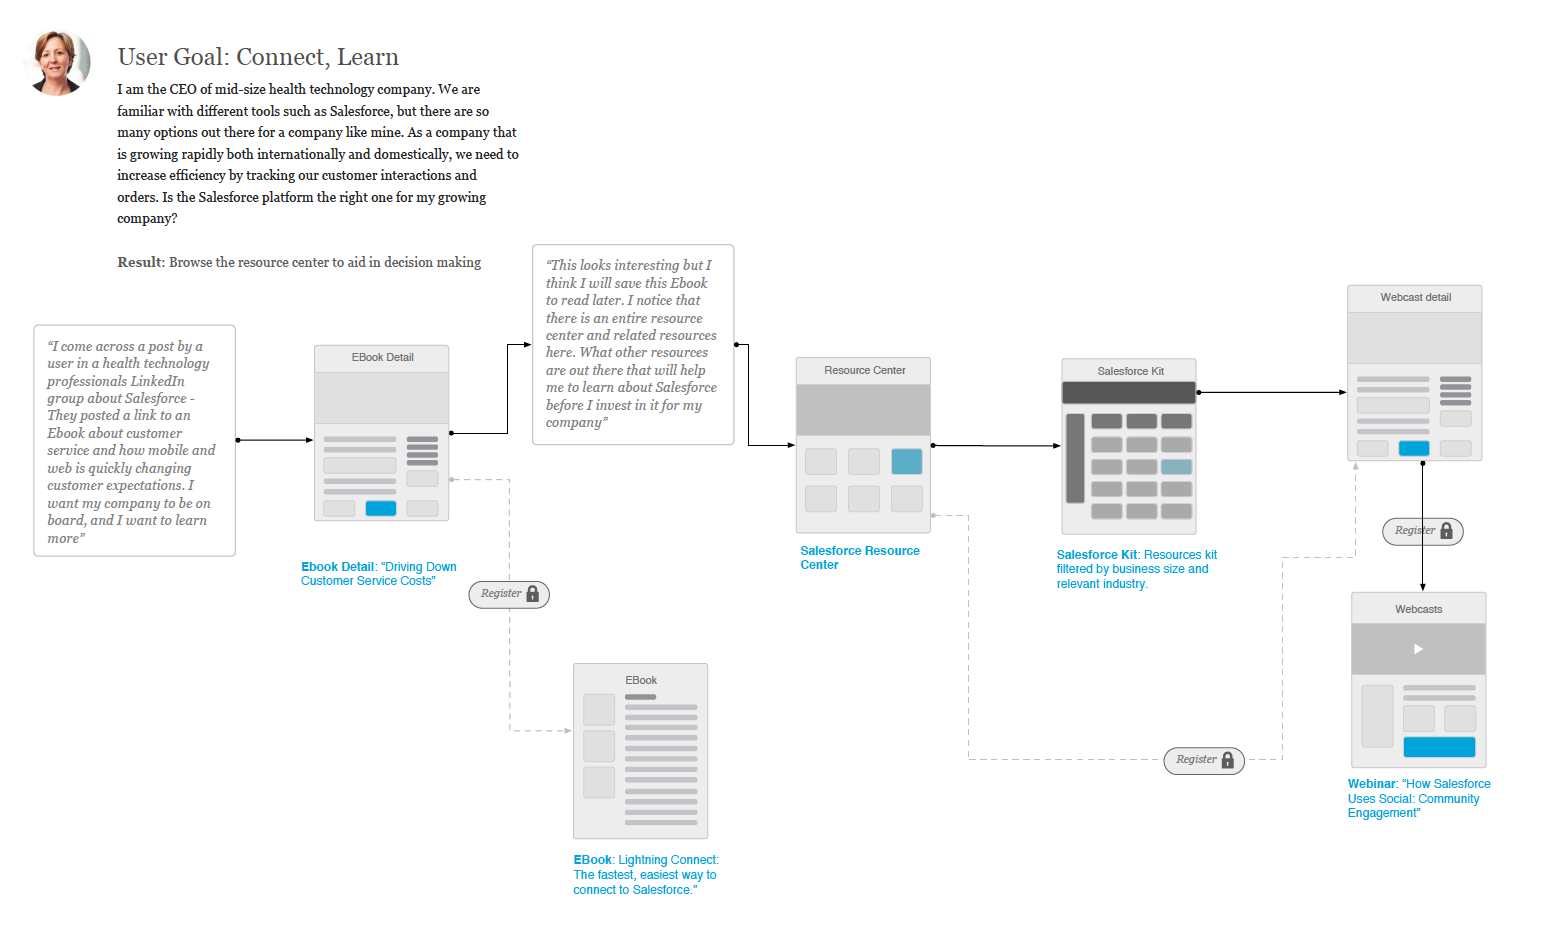 User Goal: Connect, Learn
I am the CEO of mid-size health technology company. We are
familiar with different tools such as Salesforce, but there are so
many options out there for a company like mine. As a company that
is growing rapidly both internationally and domestically, we need to
increase efficiency by tracking our customer interactions and
orders. Is the Salesforce platform the right one for my growing
company?
Result: Browse the resource center to aid in decision making
“I come across a post by a
user in a health technology
professionals LinkedIn
group about Salesforce -
They posted a link to an
Ebook about customer
service and how mobile and
web is quickly changing
customer expectations. I
want my company to be on
board, and I want to learn
more”
EBook Detail
Ebook Detail: “Driving Down
Customer Service Costs”
Register
EBook
EBook: Lightning Connect:
The fastest, easiest way to
connect to Salesforce.”
“This looks interesting but I
think I will save this Ebook
to read later. I notice that
there is an entire resource
center and related resources
here. What other resources
are out there that will help
me to learn about Salesforce
before I invest in it for my
company”
Resource Center
Salesforce Resource
Center
Salesforce Kit
Salesforce Kit: Resources kit
filtered by business size and
relevant industry.
Register
Webcast detail
Register
Webcasts
Webinar: “How Salesforce
Uses Social: Community
Engagement”